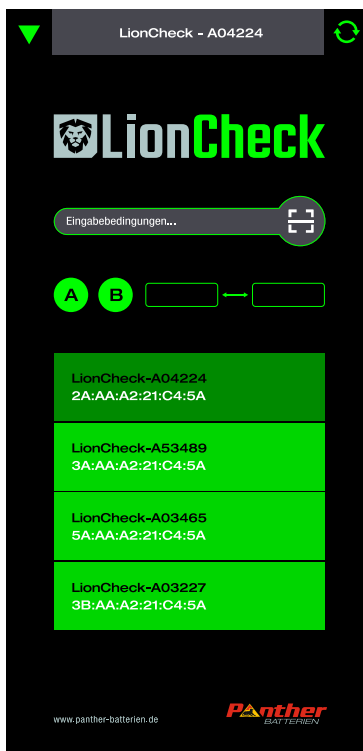 LionCheck - A04224
LionCheck
Eingabebedingungen...
A B
LionCheck-A04224
2A:AA:A2:21:C4:5A
LionCheck-A53489
3A:AA:A2:21:C4:5A
LionCheck-A03465
5A:AA:A2:21:C4:5A
LionCheck-A03227
3B:AA:A2:21:C4:5A
www.panther-batterien.de
Panther
BATTERIEN